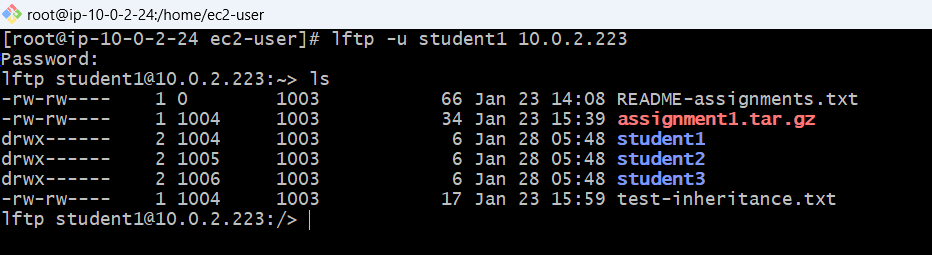 root@ip-10-0-2-24:/home/ec2-user
[root@ip-10-0-2-24 ec2-user]# lftp -u student1 10.0.2.223
Password:
lftp student1@10.0.2.223:~> ls
-rw-rw----    1 0        1003           66 Jan 23 14:08 README-assignments.txt
-rw-rw----    1 1004     1003           34 Jan 23 15:39 assignment1.tar.gz
drwx------    2 1004     1003            6 Jan 28 05:48 student1
drwx------    2 1005     1003            6 Jan 28 05:48 student2
drwx------    2 1006     1003            6 Jan 28 05:48 student3
-rw-rw----    1 1004     1003           17 Jan 23 15:59 test-inheritance.txt
lftp student1@10.0.2.223:/>